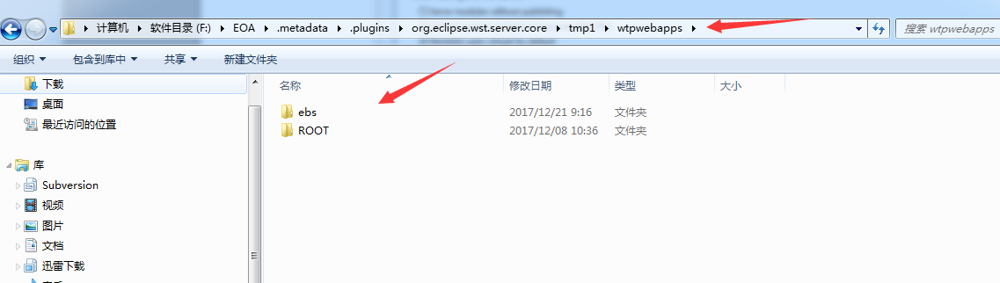 Server modules without publishing
计算机 软件目录 (F:) EOA .metadata .plugins org.eclipse.wst.server.core tmp1 wtpwebapps 搜索 wtpwebapps
组织 包含到库中 共享 新建文件夹
名称 修改日期 类型 大小
下载
桌面
最近访问的位置
ebs 2017/12/21 9:16 文件夹
ROOT 2017/12/08 10:36 文件夹
库
Subversion
视频
图片
文档
迅雷下载